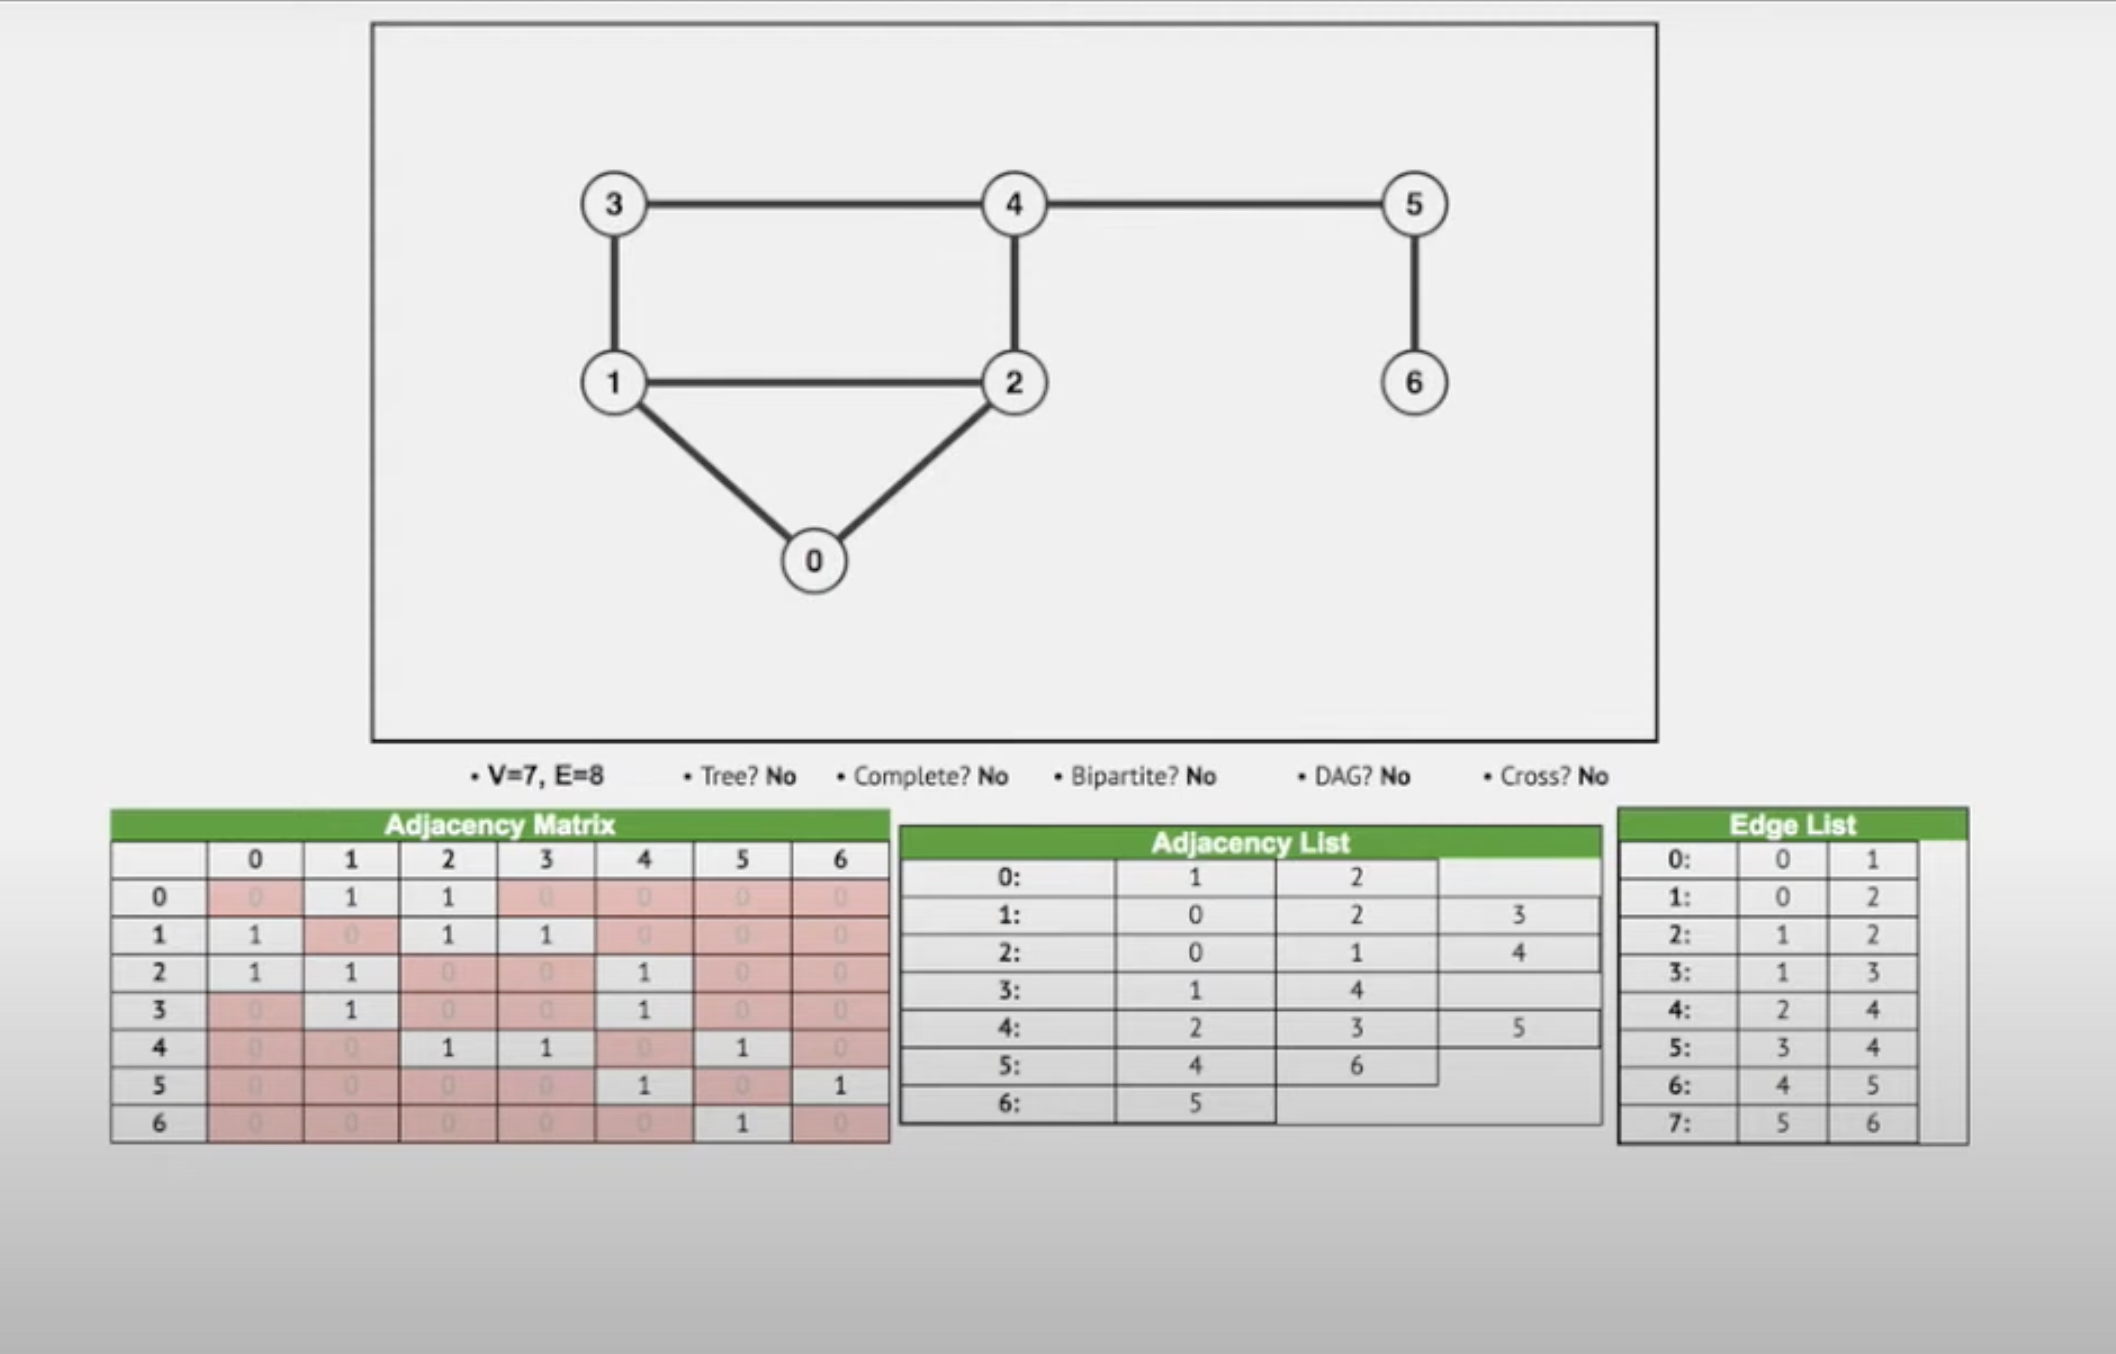 3 4 5
1 2 6
0
• V=7, E=8 • Tree? No • Complete? No • Bipartite? No • DAG? No • Cross? No
Adjacency Matrix
0 1 2 3 4 5 6
0 0 1 1 0 0 0 0
1 1 0 1 1 0 0 0
2 1 1 0 0 1 0 0
3 0 1 0 0 1 0 0
4 0 0 1 1 0 1 0
5 0 0 0 0 1 0 1
6 0 0 0 0 0 1 0
Adjacency List
0: 1 2
1: 0 2 3
2: 0 1 4
3: 1 4
4: 2 3 5
5: 4 6
6: 5
Edge List
0: 0 1
1: 0 2
2: 1 2
3: 1 3
4: 2 4
5: 3 4
6: 4 5
7: 5 6